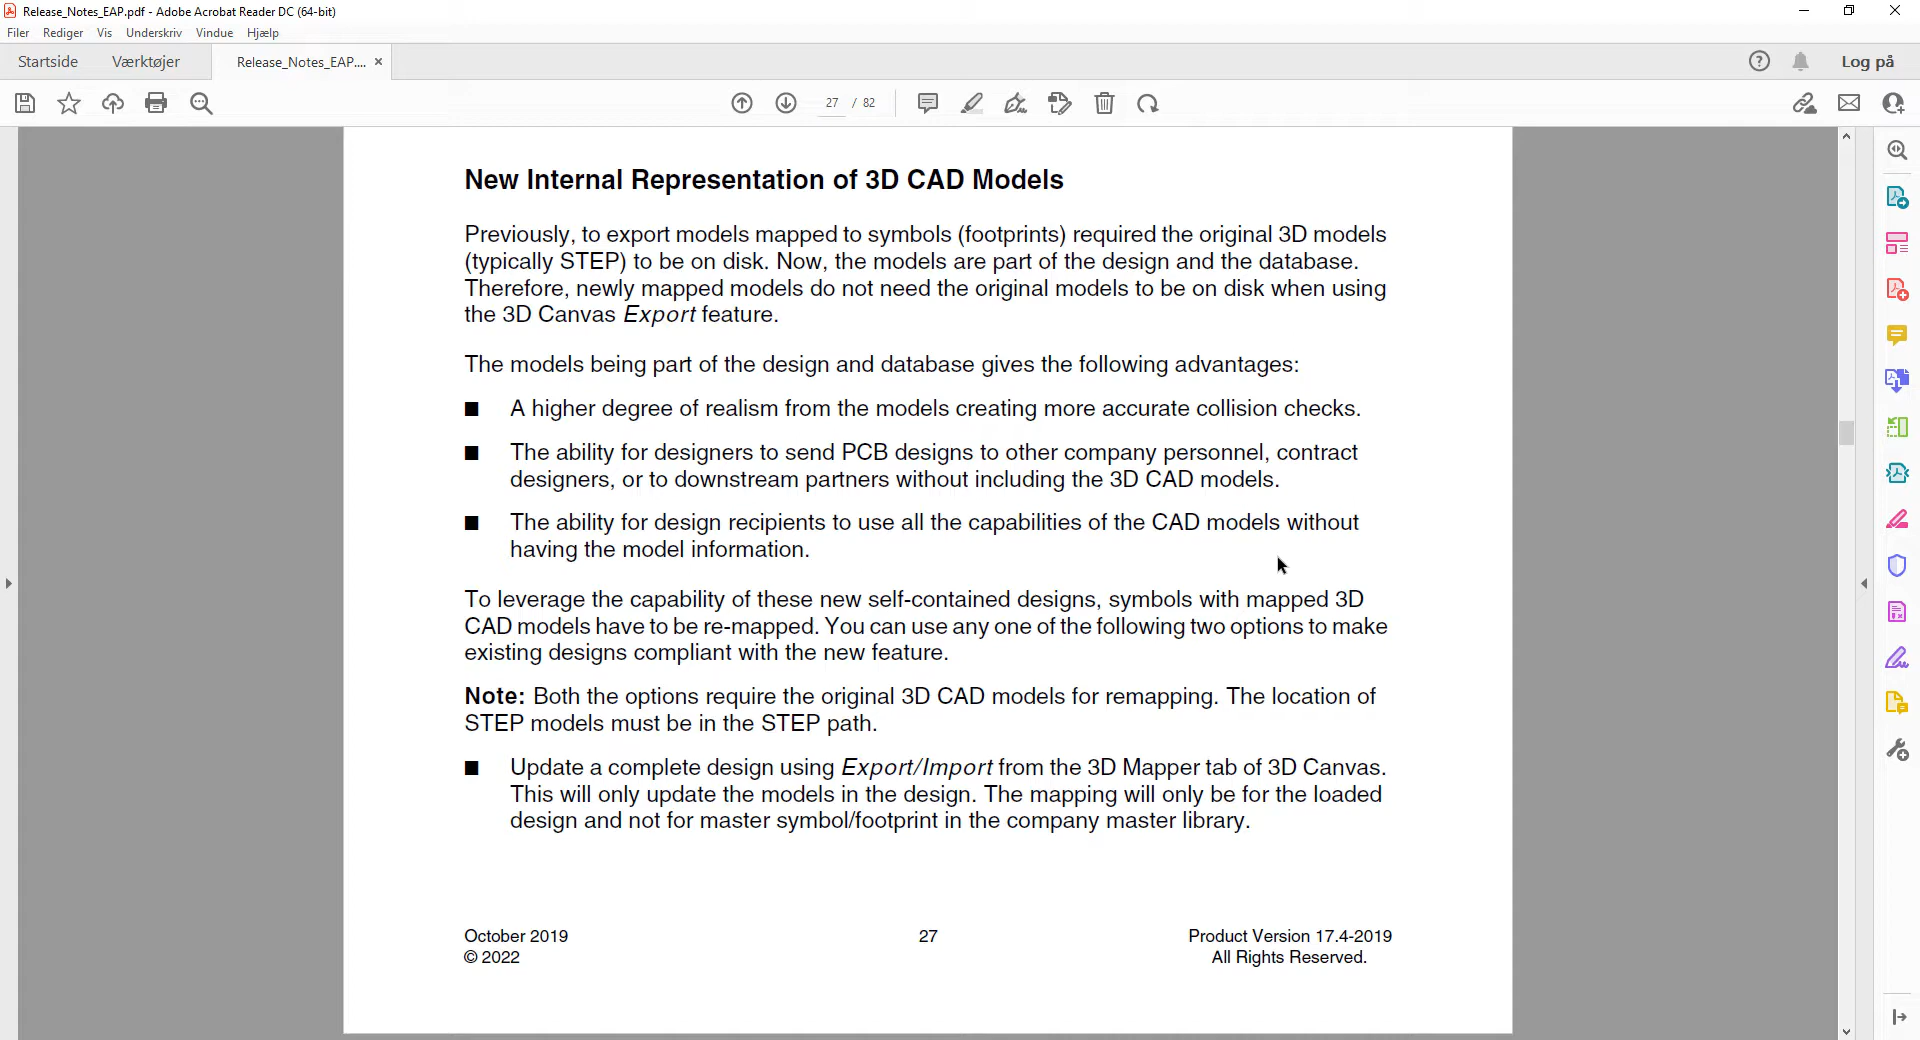 Release_Notes_EAP.pdf - Adobe Acrobat Reader DC (64-bit)
Filer Rediger Vis Underskriv Vindue Hjælp
Startside Værktøjer Release_Notes_EAP.... × Log på
27 / 82
New Internal Representation of 3D CAD Models
Previously, to export models mapped to symbols (footprints) required the original 3D models
(typically STEP) to be on disk. Now, the models are part of the design and the database.
Therefore, newly mapped models do not need the original models to be on disk when using
the 3D Canvas Export feature.
The models being part of the design and database gives the following advantages:
■ A higher degree of realism from the models creating more accurate collision checks.
■ The ability for designers to send PCB designs to other company personnel, contract
designers, or to downstream partners without including the 3D CAD models.
■ The ability for design recipients to use all the capabilities of the CAD models without
having the model information.
To leverage the capability of these new self-contained designs, symbols with mapped 3D
CAD models have to be re-mapped. You can use any one of the following two options to make
existing designs compliant with the new feature.
Note: Both the options require the original 3D CAD models for remapping. The location of
STEP models must be in the STEP path.
■ Update a complete design using Export/Import from the 3D Mapper tab of 3D Canvas.
This will only update the models in the design. The mapping will only be for the loaded
design and not for master symbol/footprint in the company master library.
October 2019 27 Product Version 17.4-2019
© 2022 All Rights Reserved.